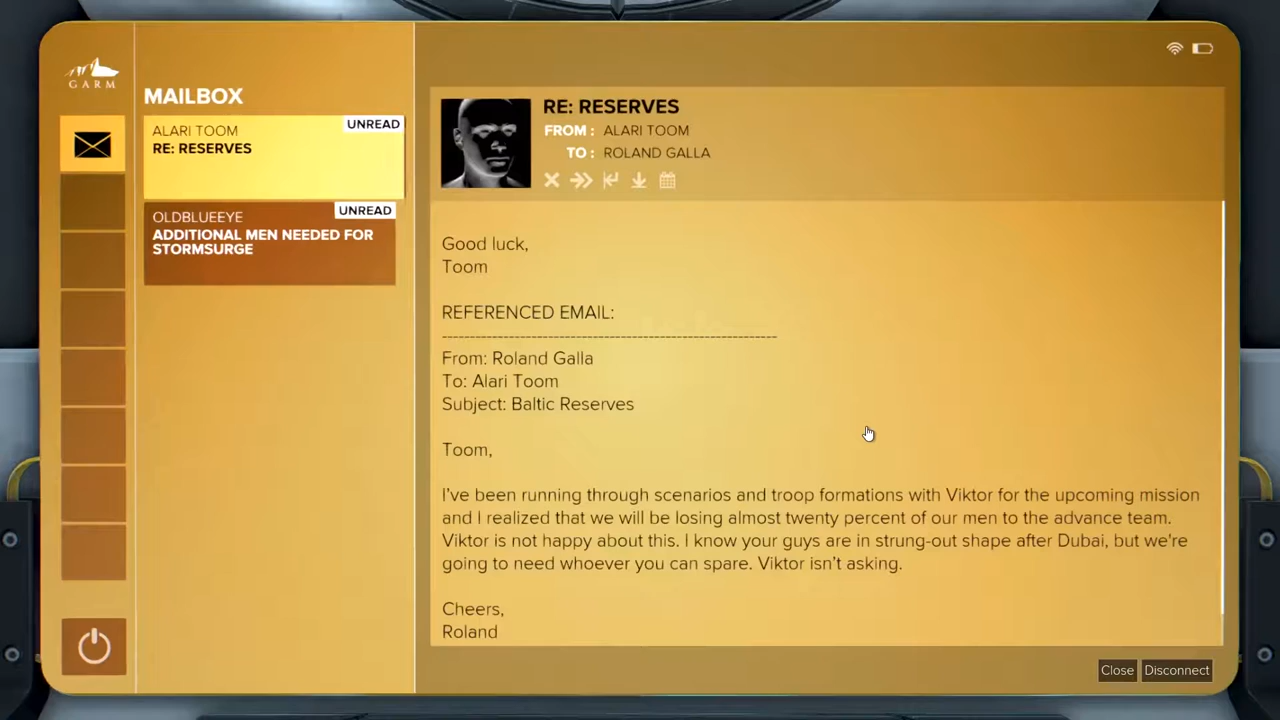 GARM
MAILBOX
ALARI TOOM
UNREAD
RE: RESERVES
OLDBLUEEYE
UNREAD
ADDITIONAL MEN NEEDED FOR
STORMSURGE
RE: RESERVES
FROM : ALARI TOOM
TO : ROLAND GALLA
Good luck,
Toom
REFERENCED EMAIL:
--------------------------------------------------------
From: Roland Galla
To: Alari Toom
Subject: Baltic Reserves
Toom,
I've been running through scenarios and troop formations with Viktor for the upcoming mission
and I realized that we will be losing almost twenty percent of our men to the advance team.
Viktor is not happy about this. I know your guys are in strung-out shape after Dubai, but we're
going to need whoever you can spare. Viktor isn't asking.
Cheers,
Roland
Close Disconnect